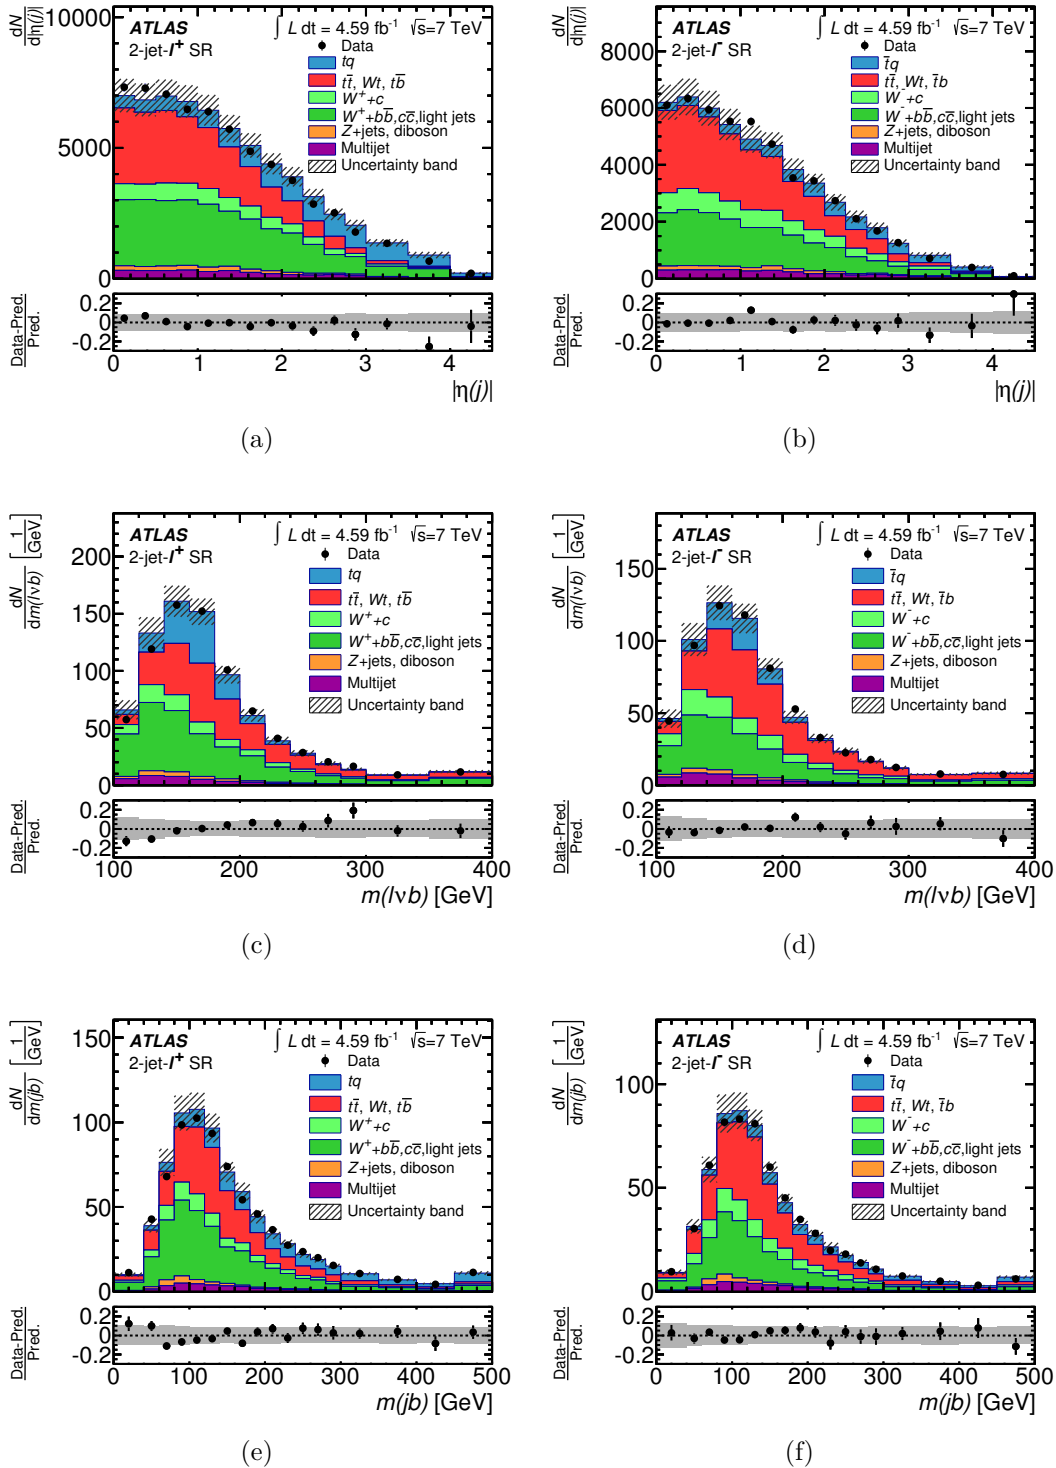 dN/d|η(j)|
10000
5000
0
ATLAS
2-jet-l⁺ SR
∫ L dt = 4.59 fb⁻¹ √s=7 TeV
Data
tq
tt̄, Wt, tb̄
W⁺+c
W⁺+bb̄,cc̄,light jets
Z+jets, diboson
Multijet
Uncertainty band
Data-Pred./Pred.
0.2
0
-0.2
0 1 2 3 4
|η(j)|
(a)
dN/d|η(j)|
8000
6000
4000
2000
0
ATLAS
2-jet-l⁻ SR
∫ L dt = 4.59 fb⁻¹ √s=7 TeV
Data
t̄q
tt̄, Wt, t̄b
W⁻+c
W⁻+bb̄,cc̄,light jets
Z+jets, diboson
Multijet
Uncertainty band
Data-Pred./Pred.
0.2
0
-0.2
0 1 2 3 4
|η(j)|
(b)
dN/dm(lνb) [1/GeV]
200
150
100
50
0
ATLAS
2-jet-l⁺ SR
∫ L dt = 4.59 fb⁻¹ √s=7 TeV
Data
tq
tt̄, Wt, tb̄
W⁺+c
W⁺+bb̄,cc̄,light jets
Z+jets, diboson
Multijet
Uncertainty band
Data-Pred./Pred.
0.2
0
-0.2
100 200 300 400
m(lνb) [GeV]
(c)
dN/dm(lνb) [1/GeV]
150
100
50
0
ATLAS
2-jet-l⁻ SR
∫ L dt = 4.59 fb⁻¹ √s=7 TeV
Data
t̄q
tt̄, Wt, t̄b
W⁻+c
W⁻+bb̄,cc̄,light jets
Z+jets, diboson
Multijet
Uncertainty band
Data-Pred./Pred.
0.2
0
-0.2
100 200 300 400
m(lνb) [GeV]
(d)
dN/dm(jb) [1/GeV]
150
100
50
0
ATLAS
2-jet-l⁺ SR
∫ L dt = 4.59 fb⁻¹ √s=7 TeV
Data
tq
tt̄, Wt, tb̄
W⁺+c
W⁺+bb̄,cc̄,light jets
Z+jets, diboson
Multijet
Uncertainty band
Data-Pred./Pred.
0.2
0
-0.2
0 100 200 300 400 500
m(jb) [GeV]
(e)
dN/dm(jb) [1/GeV]
100
50
0
ATLAS
2-jet-l⁻ SR
∫ L dt = 4.59 fb⁻¹ √s=7 TeV
Data
t̄q
tt̄, Wt, t̄b
W⁻+c
W⁻+bb̄,cc̄,light jets
Z+jets, diboson
Multijet
Uncertainty band
Data-Pred./Pred.
0.2
0
-0.2
0 100 200 300 400 500
m(jb) [GeV]
(f)